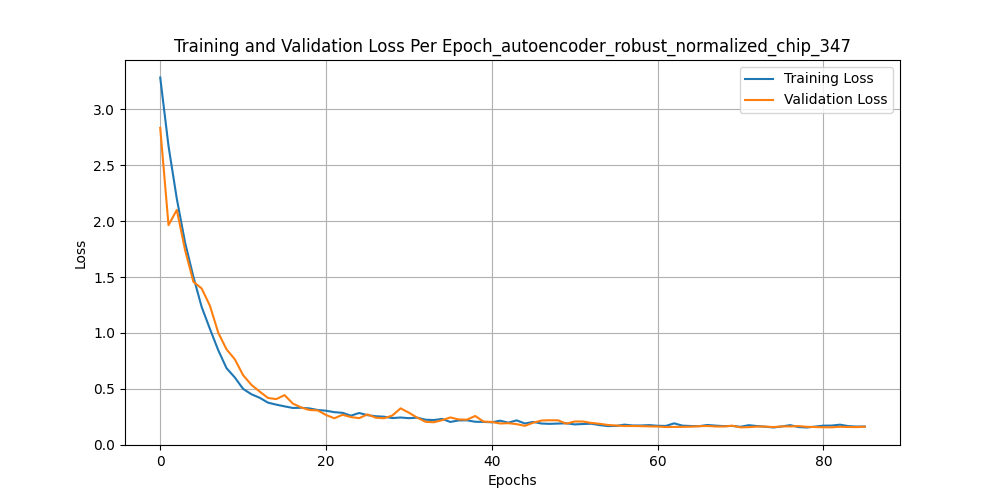 Training and Validation Loss Per Epoch_autoencoder_robust_normalized_chip_347
Training Loss
Validation Loss
3.0
2.5
2.0
1.5
1.0
0.5
0.0
Loss
0 20 40 60 80
Epochs